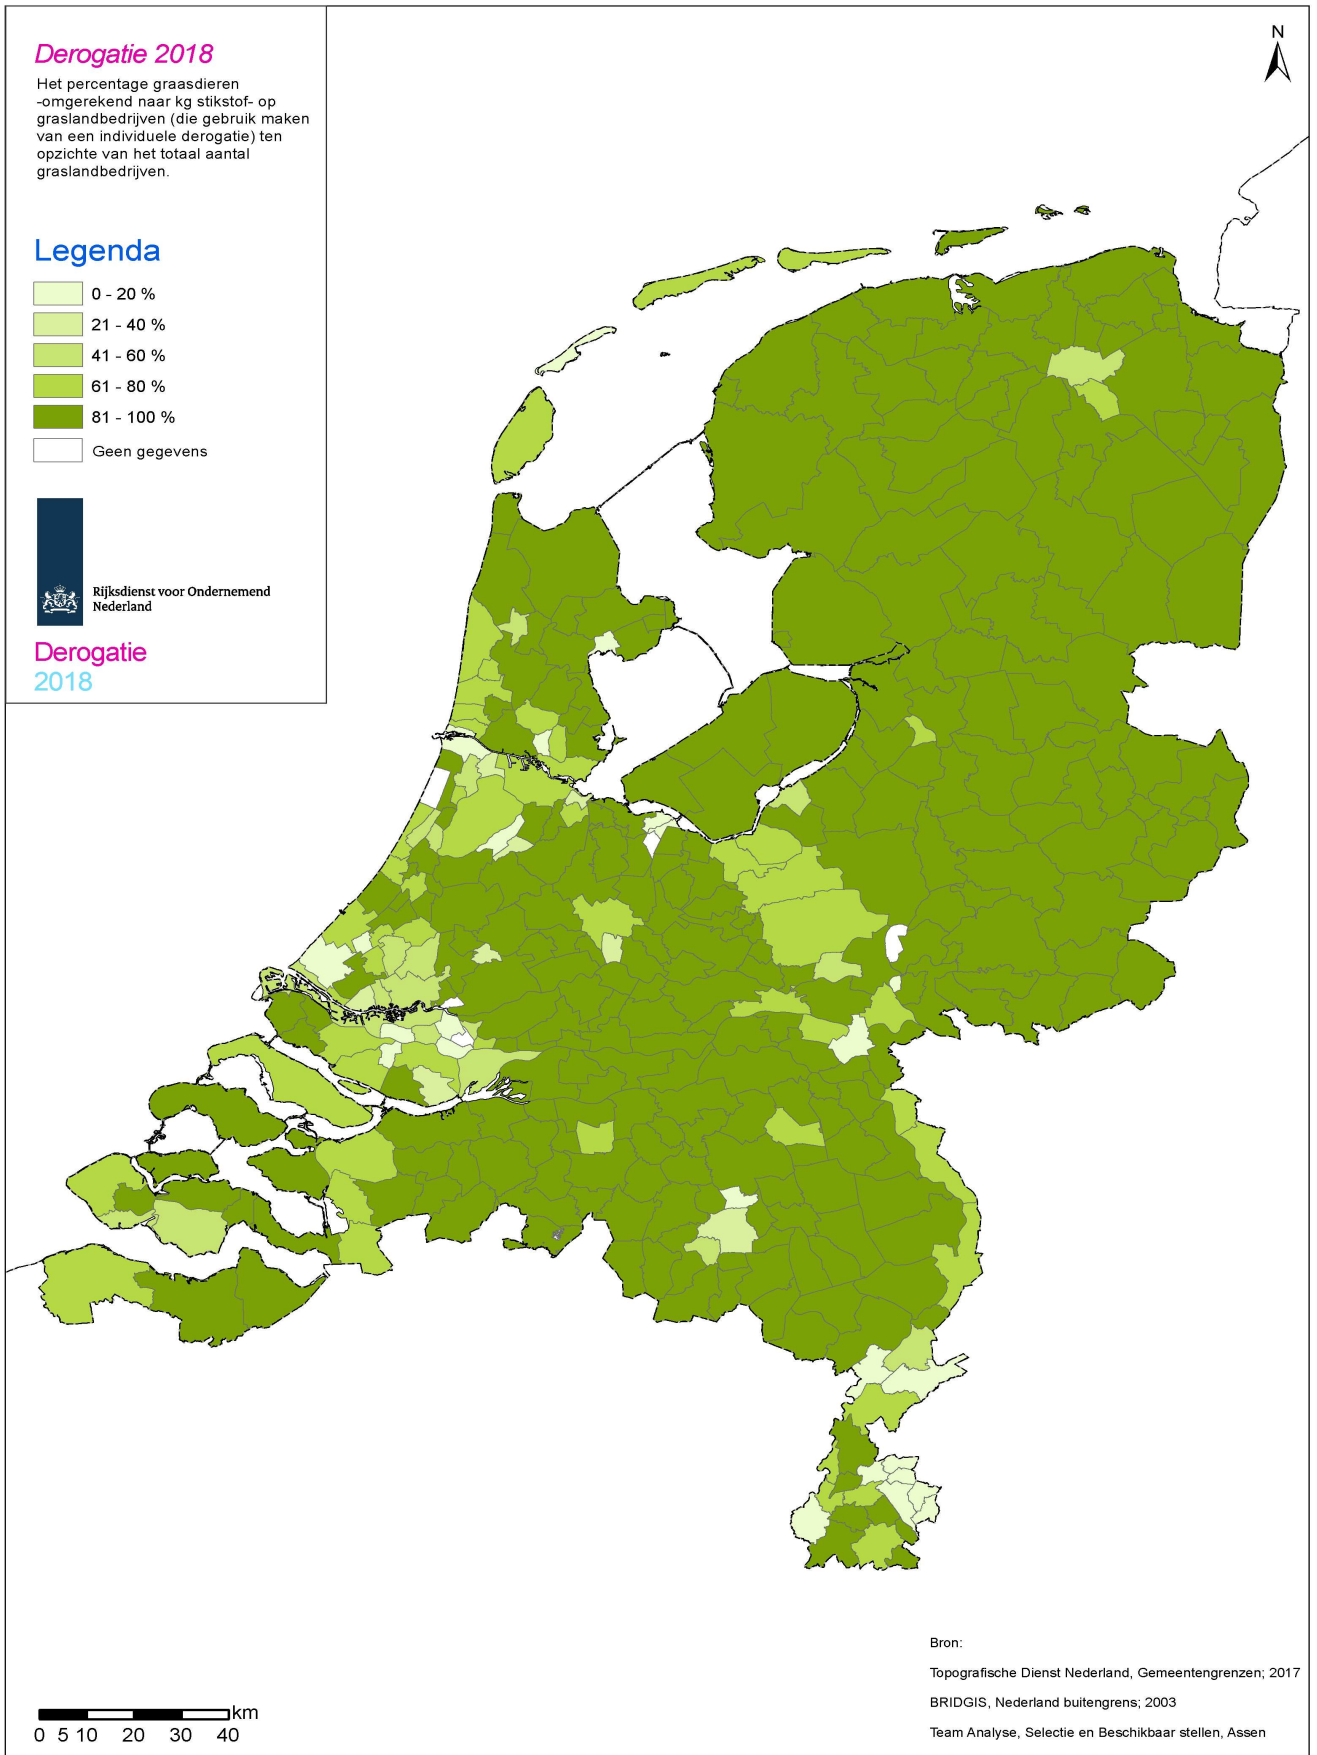 Derogatie 2018
Het percentage graasdieren
-omgerekend naar kg stikstof- op
graslandbedrijven (die gebruik maken
van een individuele derogatie) ten
opzichte van het totaal aantal
graslandbedrijven.
Legenda
0 - 20 %
21 - 40 %
41 - 60 %
61 - 80 %
81 - 100 %
Geen gegevens
Rijksdienst voor Ondernemend
Nederland
Derogatie
2018
N
km
0 5 10 20 30 40
Bron:
Topografische Dienst Nederland, Gemeentengrenzen; 2017
BRIDGIS, Nederland buitengrens; 2003
Team Analyse, Selectie en Beschikbaar stellen, Assen